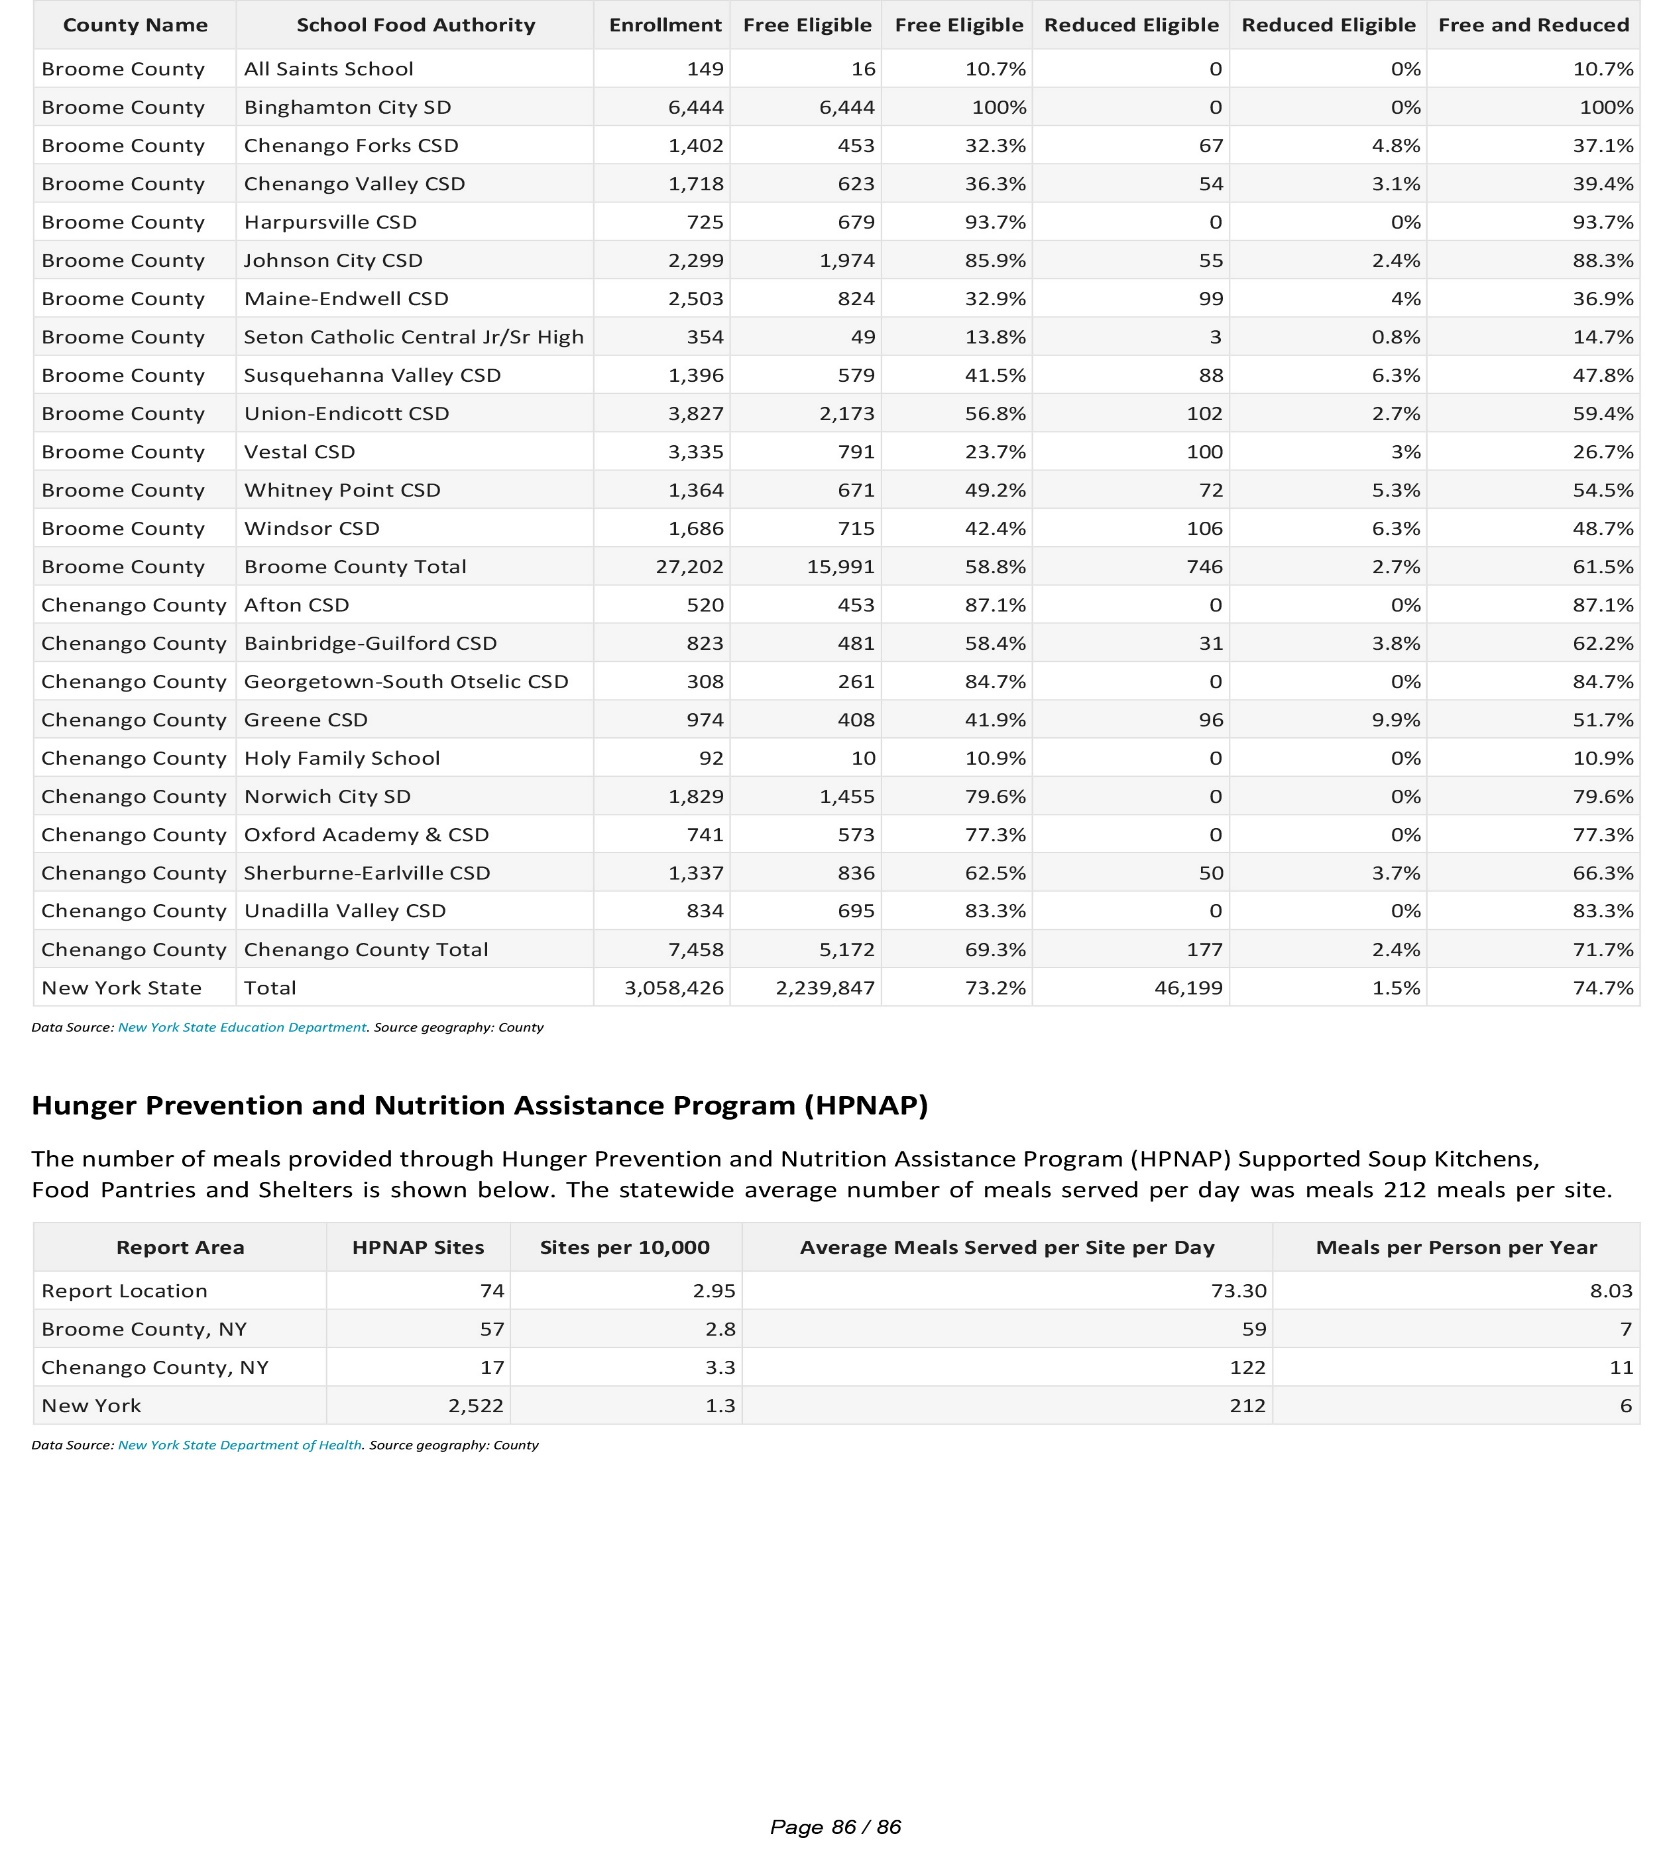 County Name School Food Authority Enrollment Free Eligible Free Eligible Reduced Eligible Reduced Eligible Free and Reduced
Broome County All Saints School 149 16 10.7% 0 0% 10.7%
Broome County Binghamton City SD 6,444 6,444 100% 0 0% 100%
Broome County Chenango Forks CSD 1,402 453 32.3% 67 4.8% 37.1%
Broome County Chenango Valley CSD 1,718 623 36.3% 54 3.1% 39.4%
Broome County Harpursville CSD 725 679 93.7% 0 0% 93.7%
Broome County Johnson City CSD 2,299 1,974 85.9% 55 2.4% 88.3%
Broome County Maine-Endwell CSD 2,503 824 32.9% 99 4% 36.9%
Broome County Seton Catholic Central Jr/Sr High 354 49 13.8% 3 0.8% 14.7%
Broome County Susquehanna Valley CSD 1,396 579 41.5% 88 6.3% 47.8%
Broome County Union-Endicott CSD 3,827 2,173 56.8% 102 2.7% 59.4%
Broome County Vestal CSD 3,335 791 23.7% 100 3% 26.7%
Broome County Whitney Point CSD 1,364 671 49.2% 72 5.3% 54.5%
Broome County Windsor CSD 1,686 715 42.4% 106 6.3% 48.7%
Broome County Broome County Total 27,202 15,991 58.8% 746 2.7% 61.5%
Chenango County Afton CSD 520 453 87.1% 0 0% 87.1%
Chenango County Bainbridge-Guilford CSD 823 481 58.4% 31 3.8% 62.2%
Chenango County Georgetown-South Otselic CSD 308 261 84.7% 0 0% 84.7%
Chenango County Greene CSD 974 408 41.9% 96 9.9% 51.7%
Chenango County Holy Family School 92 10 10.9% 0 0% 10.9%
Chenango County Norwich City SD 1,829 1,455 79.6% 0 0% 79.6%
Chenango County Oxford Academy & CSD 741 573 77.3% 0 0% 77.3%
Chenango County Sherburne-Earlville CSD 1,337 836 62.5% 50 3.7% 66.3%
Chenango County Unadilla Valley CSD 834 695 83.3% 0 0% 83.3%
Chenango County Chenango County Total 7,458 5,172 69.3% 177 2.4% 71.7%
New York State Total 3,058,426 2,239,847 73.2% 46,199 1.5% 74.7%
Data Source: New York State Education Department. Source geography: County
Hunger Prevention and Nutrition Assistance Program (HPNAP)
The number of meals provided through Hunger Prevention and Nutrition Assistance Program (HPNAP) Supported Soup Kitchens,
Food Pantries and Shelters is shown below. The statewide average number of meals served per day was meals 212 meals per site.
Report Area HPNAP Sites Sites per 10,000 Average Meals Served per Site per Day Meals per Person per Year
Report Location 74 2.95 73.30 8.03
Broome County, NY 57 2.8 59 7
Chenango County, NY 17 3.3 122 11
New York 2,522 1.3 212 6
Data Source: New York State Department of Health. Source geography: County
Page 86 / 86